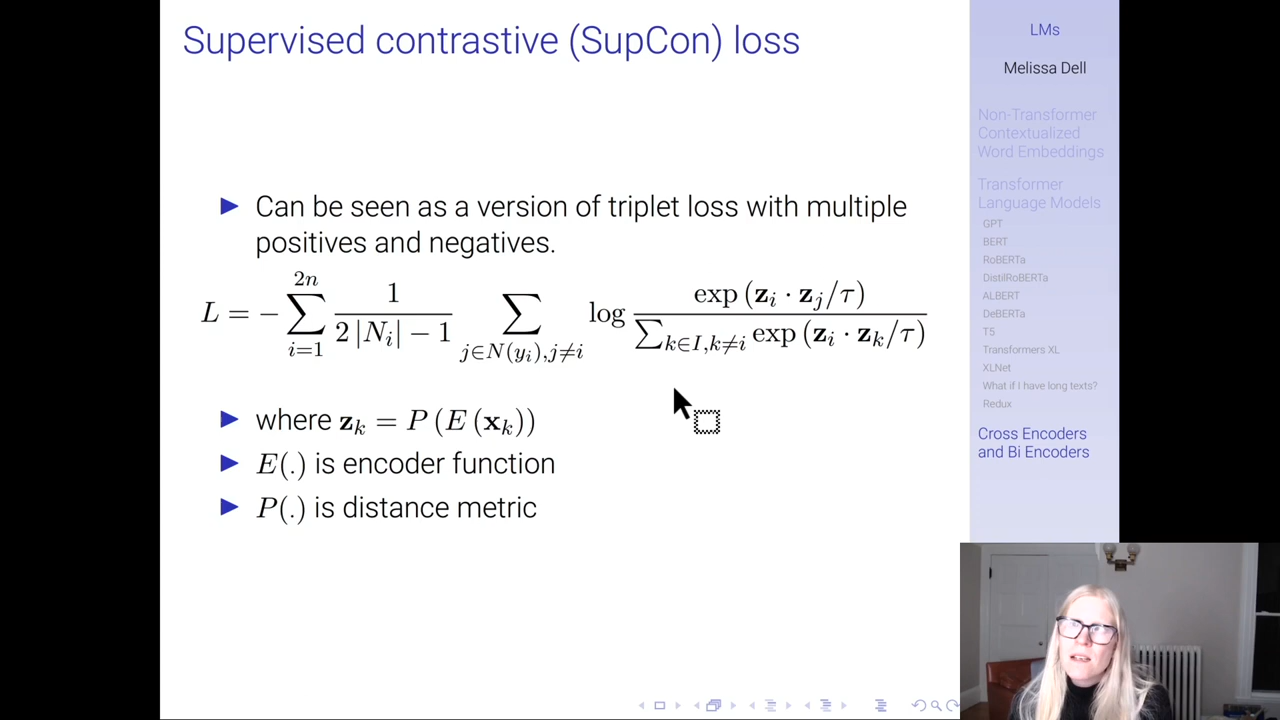 Supervised contrastive (SupCon) loss
Can be seen as a version of triplet loss with multiple
positives and negatives.
L = − ∑_{i=1}^{2n} \frac{1}{2|N_i| − 1} ∑_{j∈N(y_i),j≠i} log \frac{exp (z_i · z_j/τ)}{∑_{k∈I,k≠i} exp (z_i · z_k/τ)}
where z_k = P (E (x_k))
E(.) is encoder function
P(.) is distance metric
LMs
Melissa Dell
Non-Transformer
Contextualized
Word Embeddings
Transformer
Language Models
GPT
BERT
RoBERTa
DistilRoBERTa
ALBERT
DeBERTa
T5
Transformers XL
XLNet
What if I have long texts?
Redux
Cross Encoders
and Bi Encoders